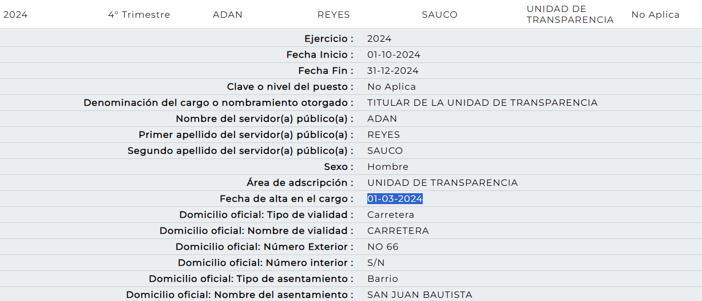 2024 4° Trimestre ADAN REYES SAUCO UNIDAD DE TRANSPARENCIA No Aplica
Ejercicio : 2024
Fecha Inicio : 01-10-2024
Fecha Fin : 31-12-2024
Clave o nivel del puesto : No Aplica
Denominación del cargo o nombramiento otorgado : TITULAR DE LA UNIDAD DE TRANSPARENCIA
Nombre del servidor(a) público(a) : ADAN
Primer apellido del servidor(a) público(a) : REYES
Segundo apellido del servidor(a) público(a) : SAUCO
Sexo : Hombre
Área de adscripción : UNIDAD DE TRANSPARENCIA
Fecha de alta en el cargo : 01-03-2024
Domicilio oficial: Tipo de vialidad : Carretera
Domicilio oficial: Nombre de vialidad : CARRETERA
Domicilio oficial: Número Exterior : NO 66
Domicilio oficial: Número interior : S/N
Domicilio oficial: Tipo de asentamiento : Barrio
Domicilio oficial: Nombre del asentamiento : SAN JUAN BAUTISTA